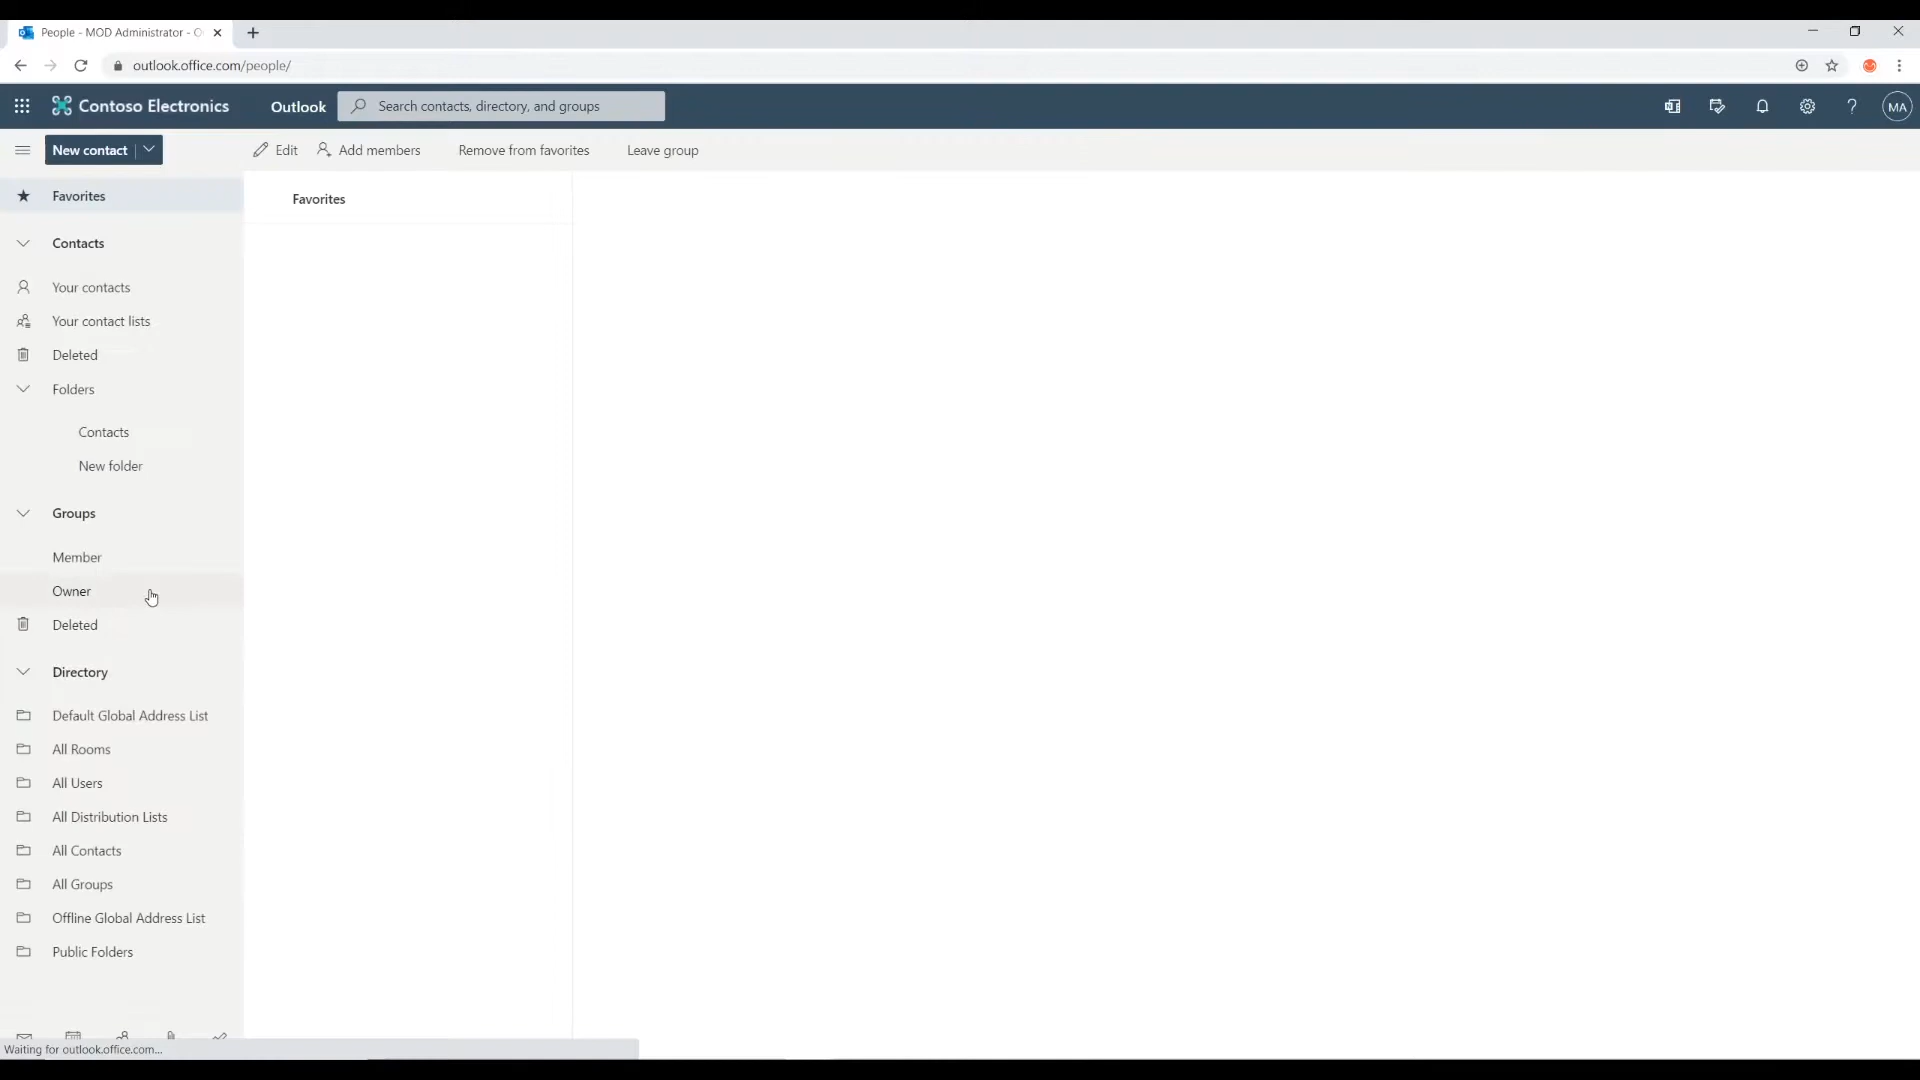 People - MOD Administrator - O
outlook.office.com/people/
Contoso Electronics
Outlook
Search contacts, directory, and groups
MA
New contact
Edit
Add members
Remove from favorites
Leave group
Favorites
Contacts
Your contacts
Your contact lists
Deleted
Folders
Contacts
New folder
Groups
Member
Owner
Deleted
Directory
Default Global Address List
All Rooms
All Users
All Distribution Lists
All Contacts
All Groups
Offline Global Address List
Public Folders
Favorites
Waiting for outlook.office.com...